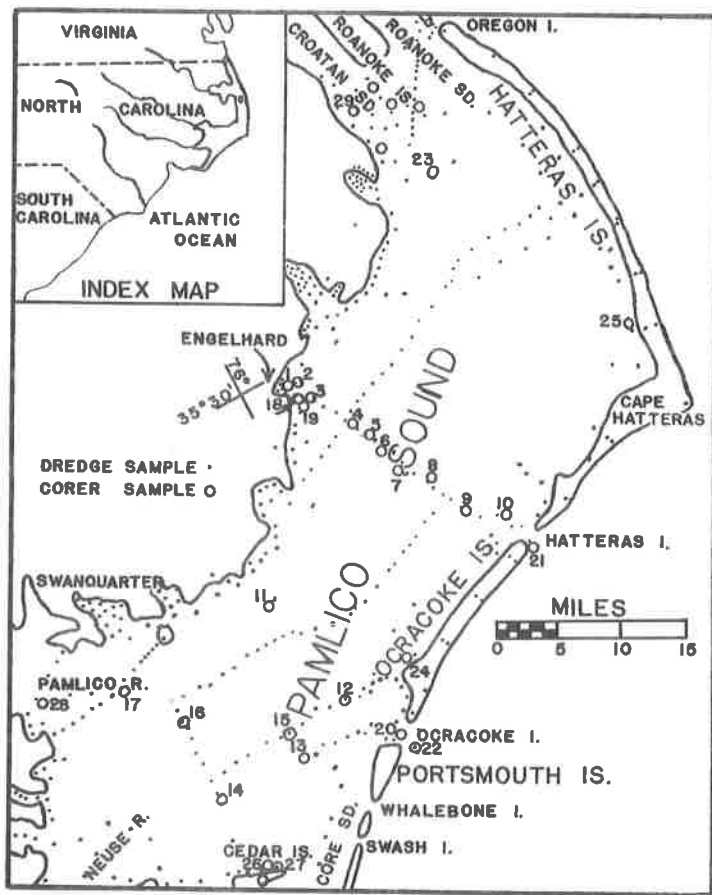 VIRGINIA
NORTH
CAROLINA
SOUTH
CAROLINA
ATLANTIC
OCEAN
INDEX MAP
OREGON I.
ROANOKE SD.
ROANOKE IS.
CROATAN SD
HATTERAS IS.
29
23
25
ENGELHARD
76°
35° 30'
1
2
3
18
19
4
5
6
7
8
9
10
SOUND
CAPE
HATTERAS
DREDGE SAMPLE
CORER SAMPLE
HATTERAS I.
21
SWANQUARTER
11
PAMLICO
OCRACOKE IS.
MILES
0 5 10 15
24
PAMLICO R.
28
17
16
12
15
13
20
OCRACOKE I.
22
14
PORTSMOUTH IS.
NEUSE R.
CORE SD.
WHALEBONE I.
CEDAR IS.
26
27
SWASH I.